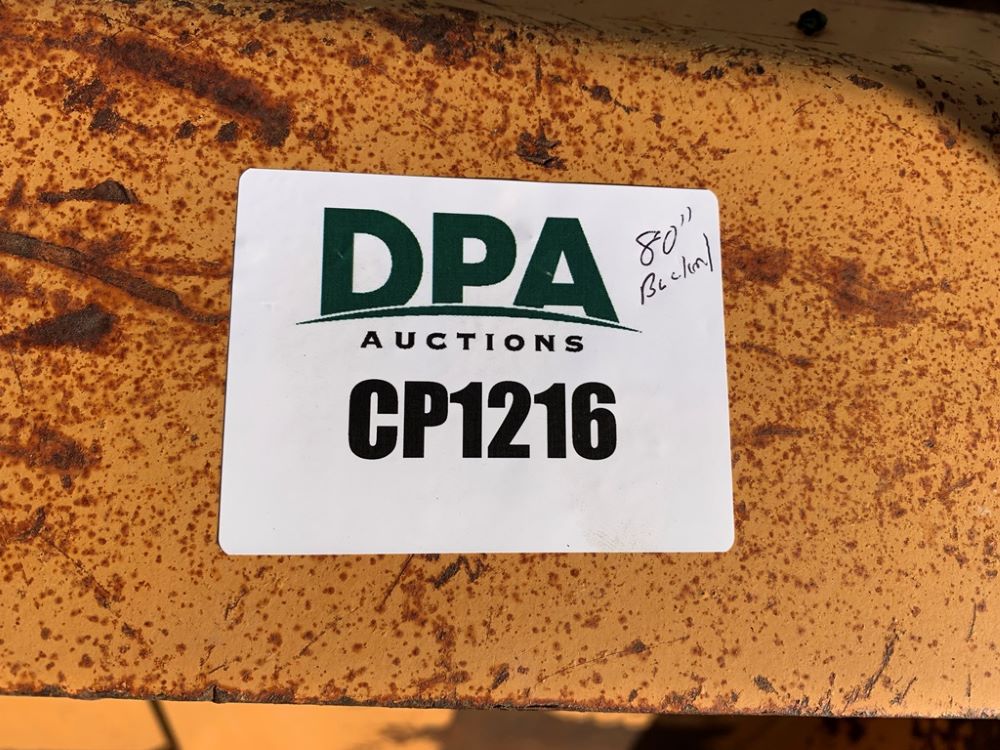 DPA
AUCTIONS
80"
CP1216